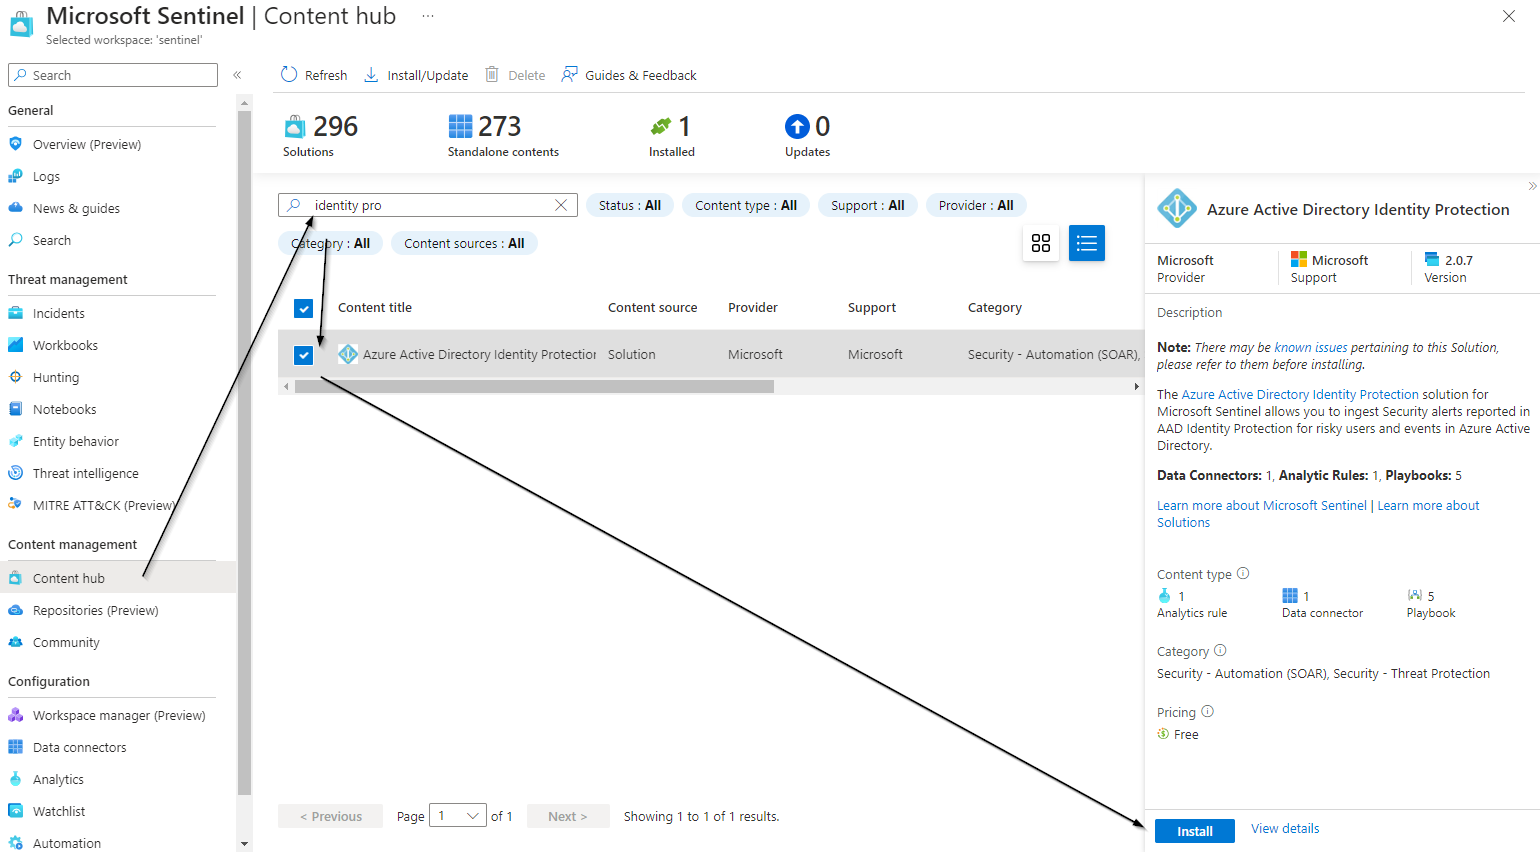 Microsoft Sentinel | Content hub ...
Selected workspace: 'sentinel'
Search
«
General
Overview (Preview)
Logs
News & guides
Search
Threat management
Incidents
Workbooks
Hunting
Notebooks
Entity behavior
Threat intelligence
MITRE ATT&CK (Preview)
Content management
Content hub
Repositories (Preview)
Community
Configuration
Workspace manager (Preview)
Data connectors
Analytics
Watchlist
Automation
Refresh Install/Update Delete Guides & Feedback
296 273 1 0
Solutions Standalone contents Installed Updates
identity pro Status : All Content type : All Support : All Provider : All
Category : All Content sources : All
Content title Content source Provider Support Category
Azure Active Directory Identity Protection Solution Microsoft Microsoft Security - Automation (SOAR),
< Previous Page 1 of 1 Next > Showing 1 to 1 of 1 results.
»
Azure Active Directory Identity Protection
Microsoft Microsoft 2.0.7
Provider Support Version
Description
Note: There may be known issues pertaining to this Solution,
please refer to them before installing.
The Azure Active Directory Identity Protection solution for
Microsoft Sentinel allows you to ingest Security alerts reported in
AAD Identity Protection for risky users and events in Azure Active
Directory.
Data Connectors: 1, Analytic Rules: 1, Playbooks: 5
Learn more about Microsoft Sentinel | Learn more about
Solutions
Content type
1 1 5
Analytics rule Data connector Playbook
Category
Security - Automation (SOAR), Security - Threat Protection
Pricing
Free
Install View details